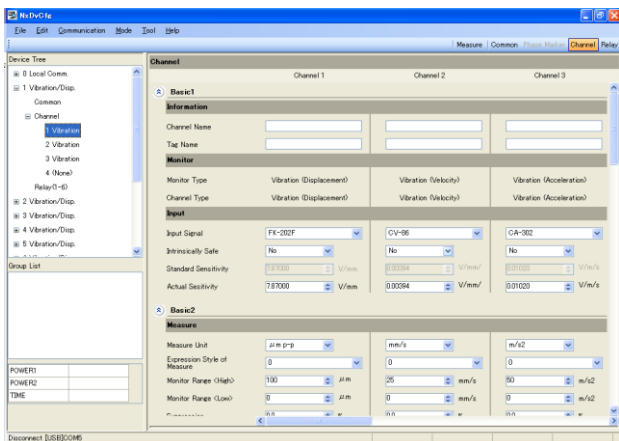 NxDvCfg
File Edit Communication Mode Tool Help
Measure Common Phase Marker Channel Relay
Device Tree
0 Local Comm.
1 Vibration/Disp.
Common
Channel
1 Vibration
2 Vibration
3 Vibration
4 (None)
Relay(1-6)
2 Vibration/Disp.
3 Vibration/Disp.
4 Vibration/Disp.
5 Vibration/Disp.
Group List
POWER1
POWER2
TIME
Channel
Channel 1 Channel 2 Channel 3
Basic1
Information
Channel Name
Tag Name
Monitor
Monitor Type Vibration (Displacement) Vibration (Velocity) Vibration (Acceleration)
Channel Type Vibration (Displacement) Vibration (Velocity) Vibration (Acceleration)
Input
Input Signal FK-202F CV-86 CA-302
Intrinsically Safe No No No
Standard Sensitivity 7.87000 V/mm 0.00394 V/mm/ 0.01020 V/m/s
Actual Sesitivity 7.87000 V/mm 0.00394 V/mm/ 0.01020 V/m/s
Basic2
Measure
Measure Unit μm p-p mm/s m/s2
Expression Style of Measure 0 0 0
Monitor Range (High) 100 μm 25 mm/s 50 m/s2
Monitor Range (Low) 0 μm 0 mm/s 0 m/s2
Disconnect [USB]COM5